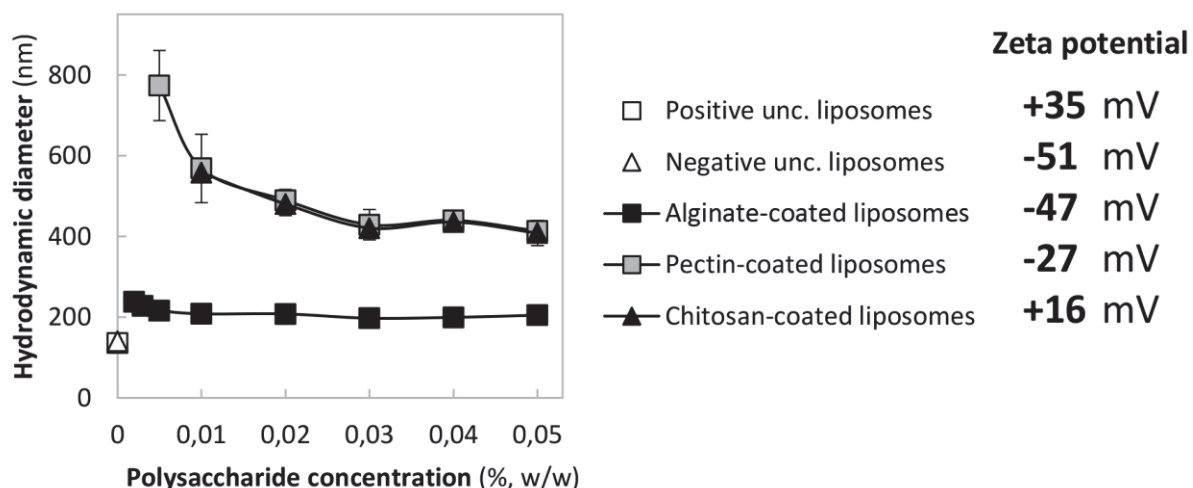 Hydrodynamic diameter (nm)
800
600
400
200
0
0
0,01
0,02
0,03
0,04
0,05
Polysaccharide concentration (%, w/w)
Zeta potential
Positive unc. liposomes +35 mV
Negative unc. liposomes -51 mV
Alginate-coated liposomes -47 mV
Pectin-coated liposomes -27 mV
Chitosan-coated liposomes +16 mV